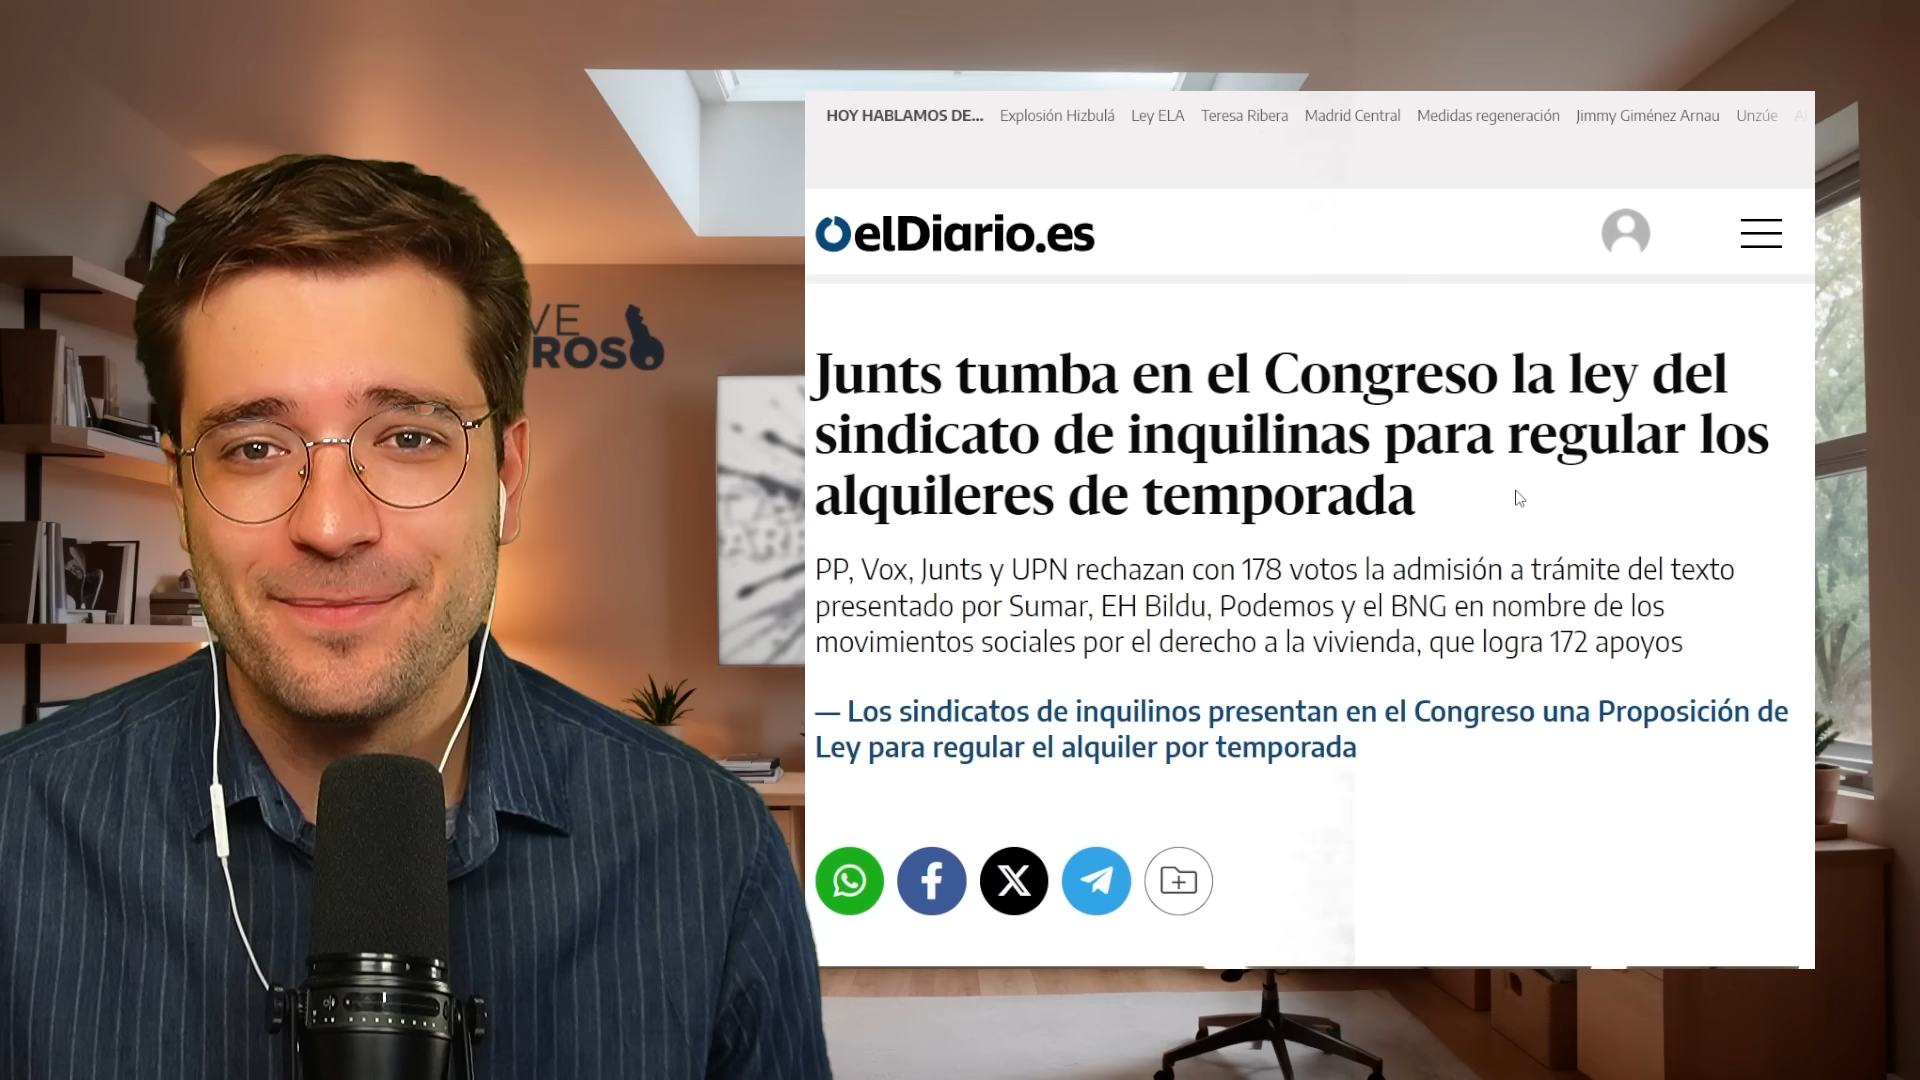 HOY HABLAMOS DE... Explosión Hizbulá Ley ELA Teresa Ribera Madrid Central Medidas regeneración Jimmy Giménez Arnau Unzúe
elDiario.es
VE
ROS
Junts tumba en el Congreso la ley del
sindicato de inquilinas para regular los
alquileres de temporada
PP, Vox, Junts y UPN rechazan con 178 votos la admisión a trámite del texto
presentado por Sumar, EH Bildu, Podemos y el BNG en nombre de los
movimientos sociales por el derecho a la vivienda, que logra 172 apoyos
— Los sindicatos de inquilinos presentan en el Congreso una Proposición de
Ley para regular el alquiler por temporada